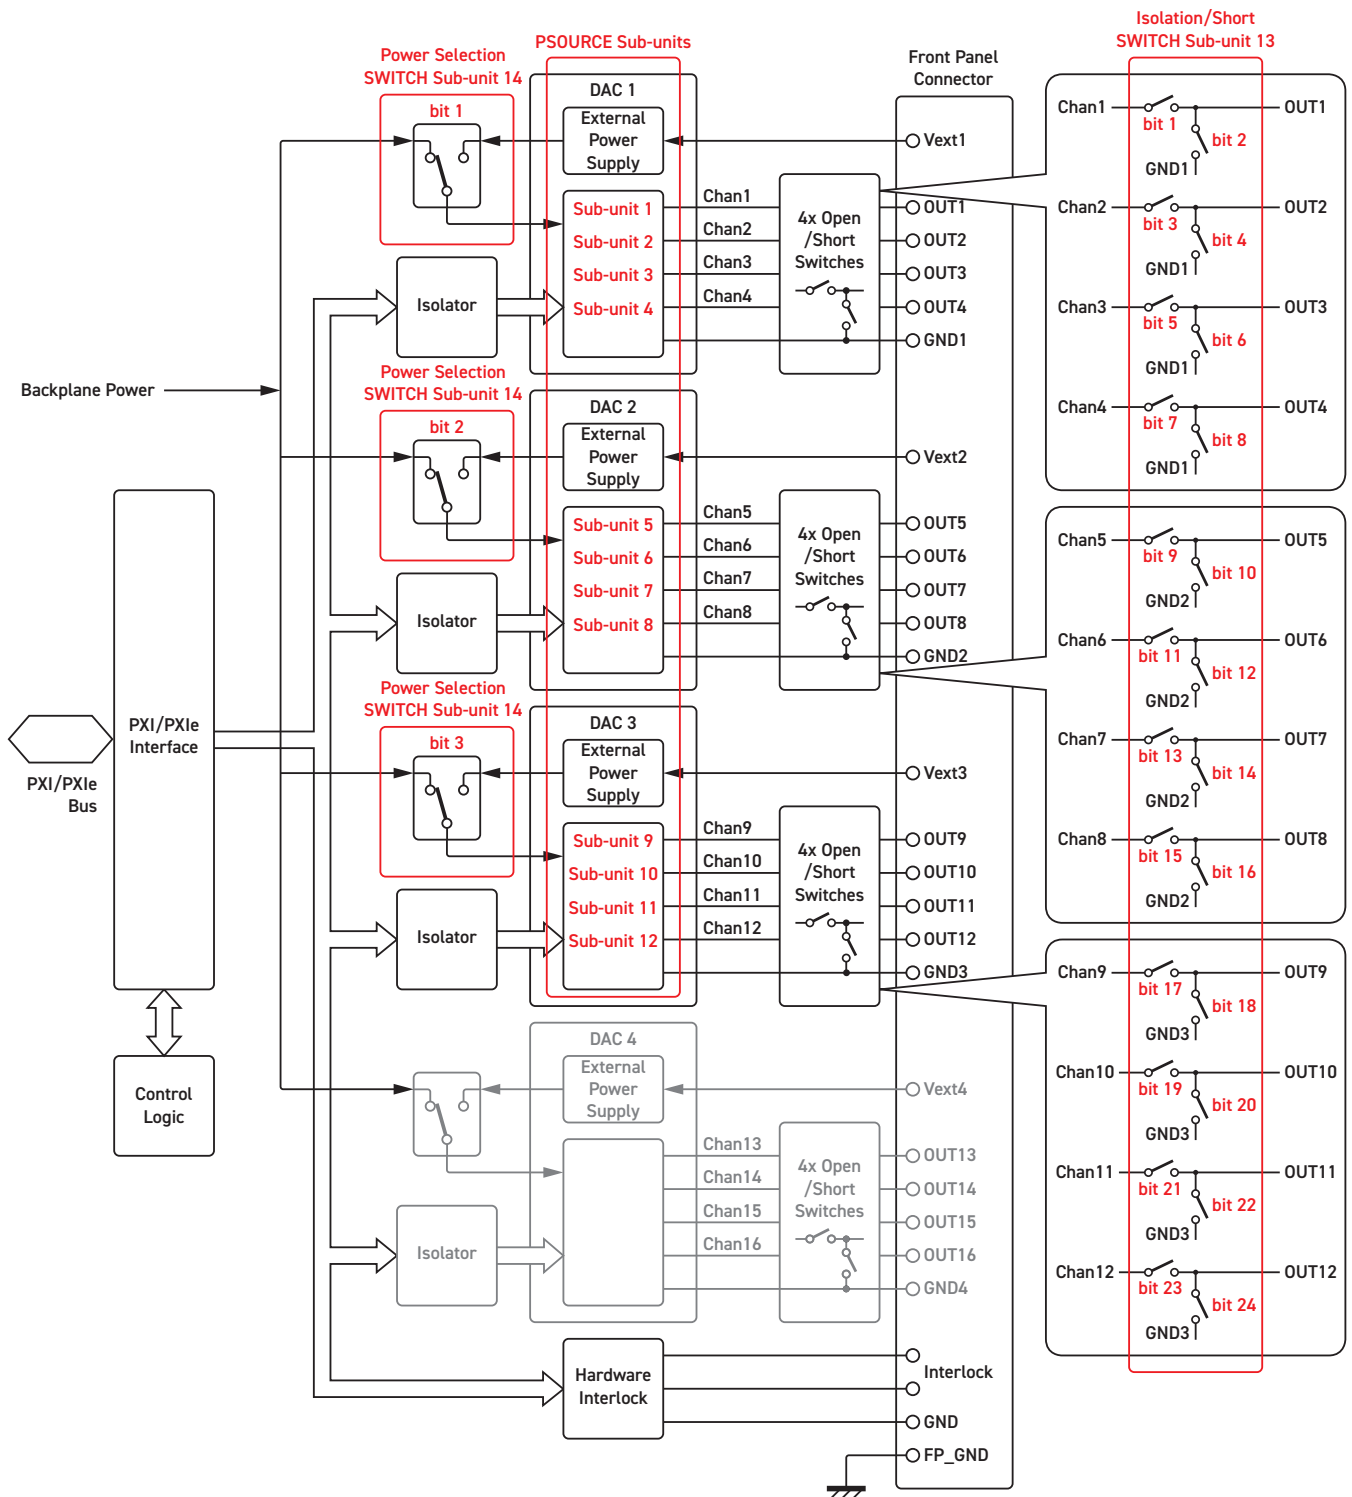 Isolation/Short
SWITCH Sub-unit 13
PSOURCE Sub-units
Power Selection
SWITCH Sub-unit 14
bit 1
DAC 1
External
Power
Supply
Sub-unit 1
Sub-unit 2
Sub-unit 3
Sub-unit 4
Chan1
Chan2
Chan3
Chan4
4x Open
/Short
Switches
Front Panel
Connector
Vext1
OUT1
OUT2
OUT3
OUT4
GND1
Isolator
Backplane Power
Power Selection
SWITCH Sub-unit 14
bit 2
DAC 2
External
Power
Supply
Sub-unit 5
Sub-unit 6
Sub-unit 7
Sub-unit 8
Chan5
Chan6
Chan7
Chan8
4x Open
/Short
Switches
Vext2
OUT5
OUT6
OUT7
OUT8
GND2
Isolator
Power Selection
SWITCH Sub-unit 14
bit 3
DAC 3
External
Power
Supply
Sub-unit 9
Sub-unit 10
Sub-unit 11
Sub-unit 12
Chan9
Chan10
Chan11
Chan12
4x Open
/Short
Switches
Vext3
OUT9
OUT10
OUT11
OUT12
GND3
Isolator
PXI/PXIe
Interface
PXI/PXIe
Bus
Control
Logic
DAC 4
External
Power
Supply
Chan13
Chan14
Chan15
Chan16
4x Open
/Short
Switches
Vext4
OUT13
OUT14
OUT15
OUT16
GND4
Isolator
Hardware
Interlock
Interlock
GND
FP_GND
Chan1
bit 1
bit 2
GND1
OUT1
Chan2
bit 3
bit 4
GND1
OUT2
Chan3
bit 5
bit 6
GND1
OUT3
Chan4
bit 7
bit 8
GND1
OUT4
Chan5
bit 9
bit 10
GND2
OUT5
Chan6
bit 11
bit 12
GND2
OUT6
Chan7
bit 13
bit 14
GND2
OUT7
Chan8
bit 15
bit 16
GND2
OUT8
Chan9
bit 17
bit 18
GND3
OUT9
Chan10
bit 19
bit 20
GND3
OUT10
Chan11
bit 21
bit 22
GND3
OUT11
Chan12
bit 23
bit 24
GND3
OUT12